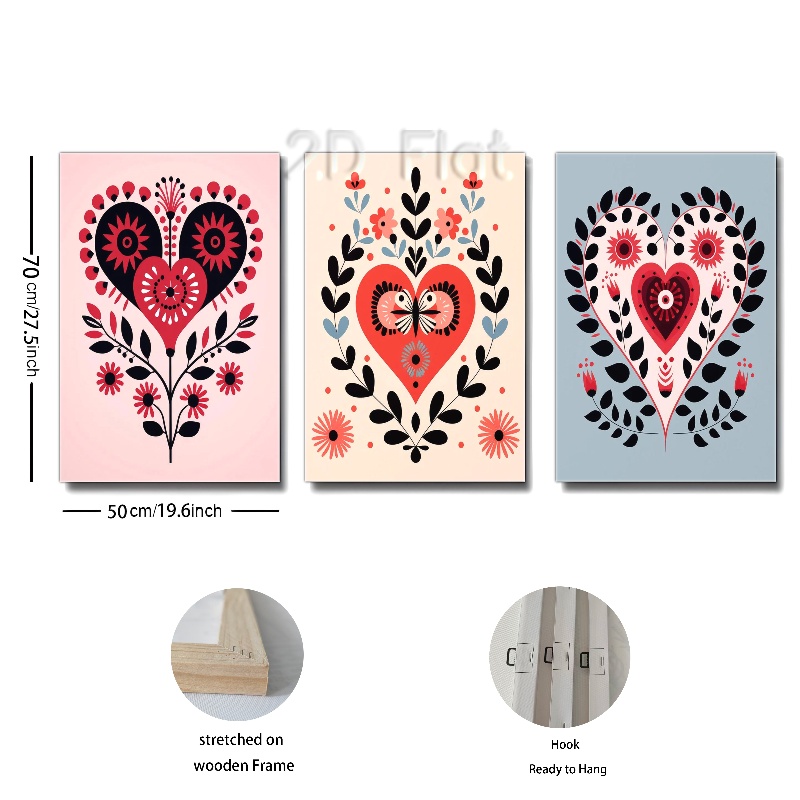 2D Flat
70cm/27.5inch
50cm/19.6inch
stretched on
wooden Frame
Hook
Ready to Hang